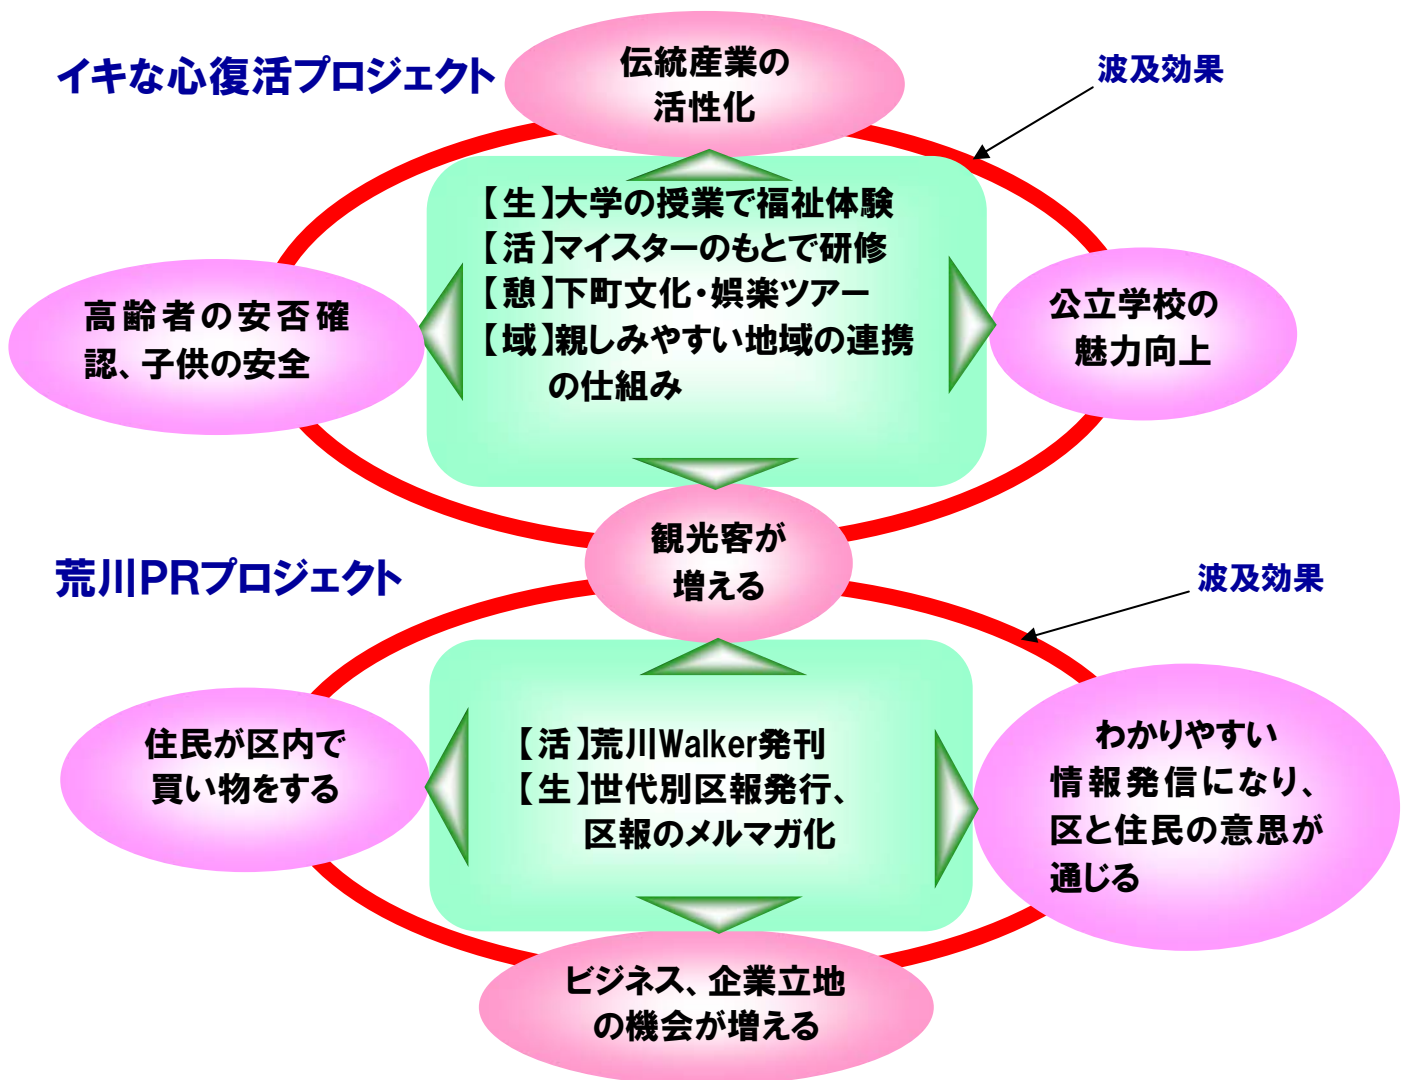 イキな心復活プロジェクト
伝統産業の
活性化
波及効果
【生】大学の授業で福祉体験
【活】マイスターのもとで研修
【憩】下町文化・娯楽ツアー
【域】親しみやすい地域の連携
の仕組み
高齢者の安否確
認、子供の安全
公立学校の
魅力向上
観光客が
増える
荒川PRプロジェクト
波及効果
住民が区内で
買い物をする
【活】荒川Walker発刊
【生】世代別区報発行、
区報のメルマガ化
わかりやすい
情報発信になり、
区と住民の意思が
通じる
ビジネス、企業立地
の機会が増える